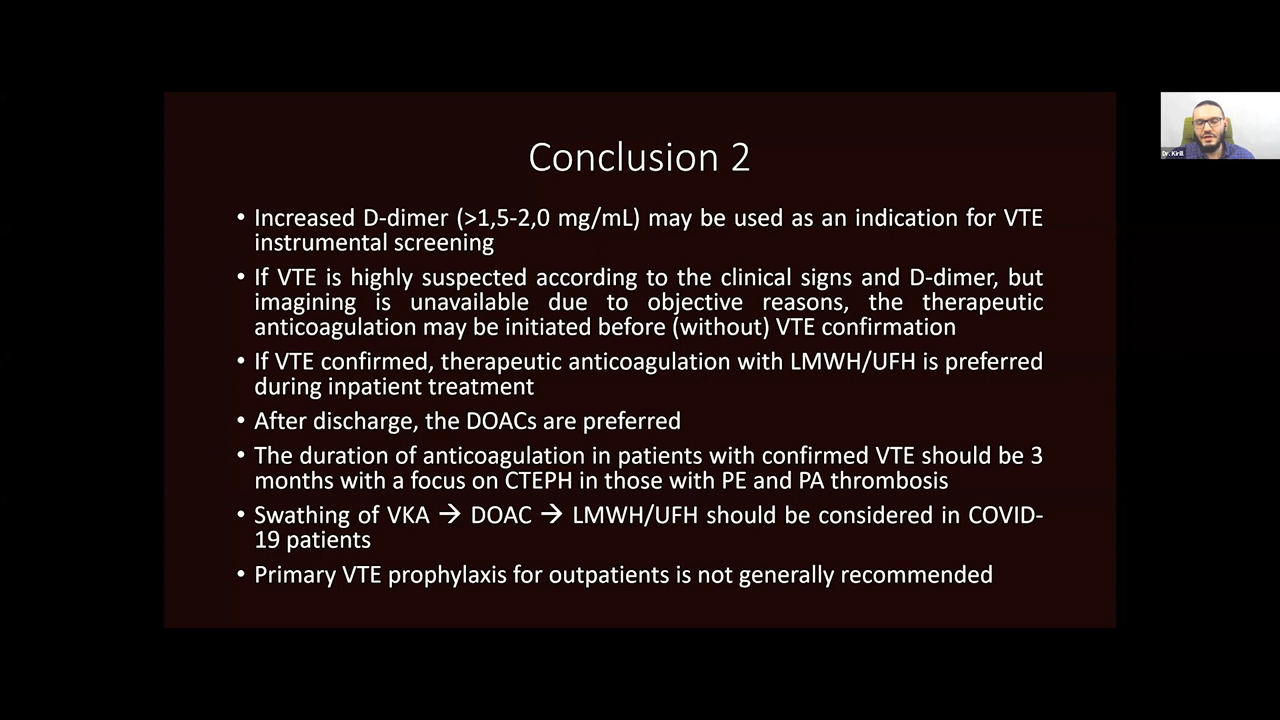 Conclusion 2
• Increased D-dimer (>1,5-2,0 mg/mL) may be used as an indication for VTE
instrumental screening
• If VTE is highly suspected according to the clinical signs and D-dimer, but
imagining is unavailable due to objective reasons, the therapeutic
anticoagulation may be initiated before (without) VTE confirmation
• If VTE confirmed, therapeutic anticoagulation with LMWH/UFH is preferred
during inpatient treatment
• After discharge, the DOACs are preferred
• The duration of anticoagulation in patients with confirmed VTE should be 3
months with a focus on CTEPH in those with PE and PA thrombosis
• Swathing of VKA → DOAC → LMWH/UFH should be considered in COVID-
19 patients
• Primary VTE prophylaxis for outpatients is not generally recommended
Dr. Kirill